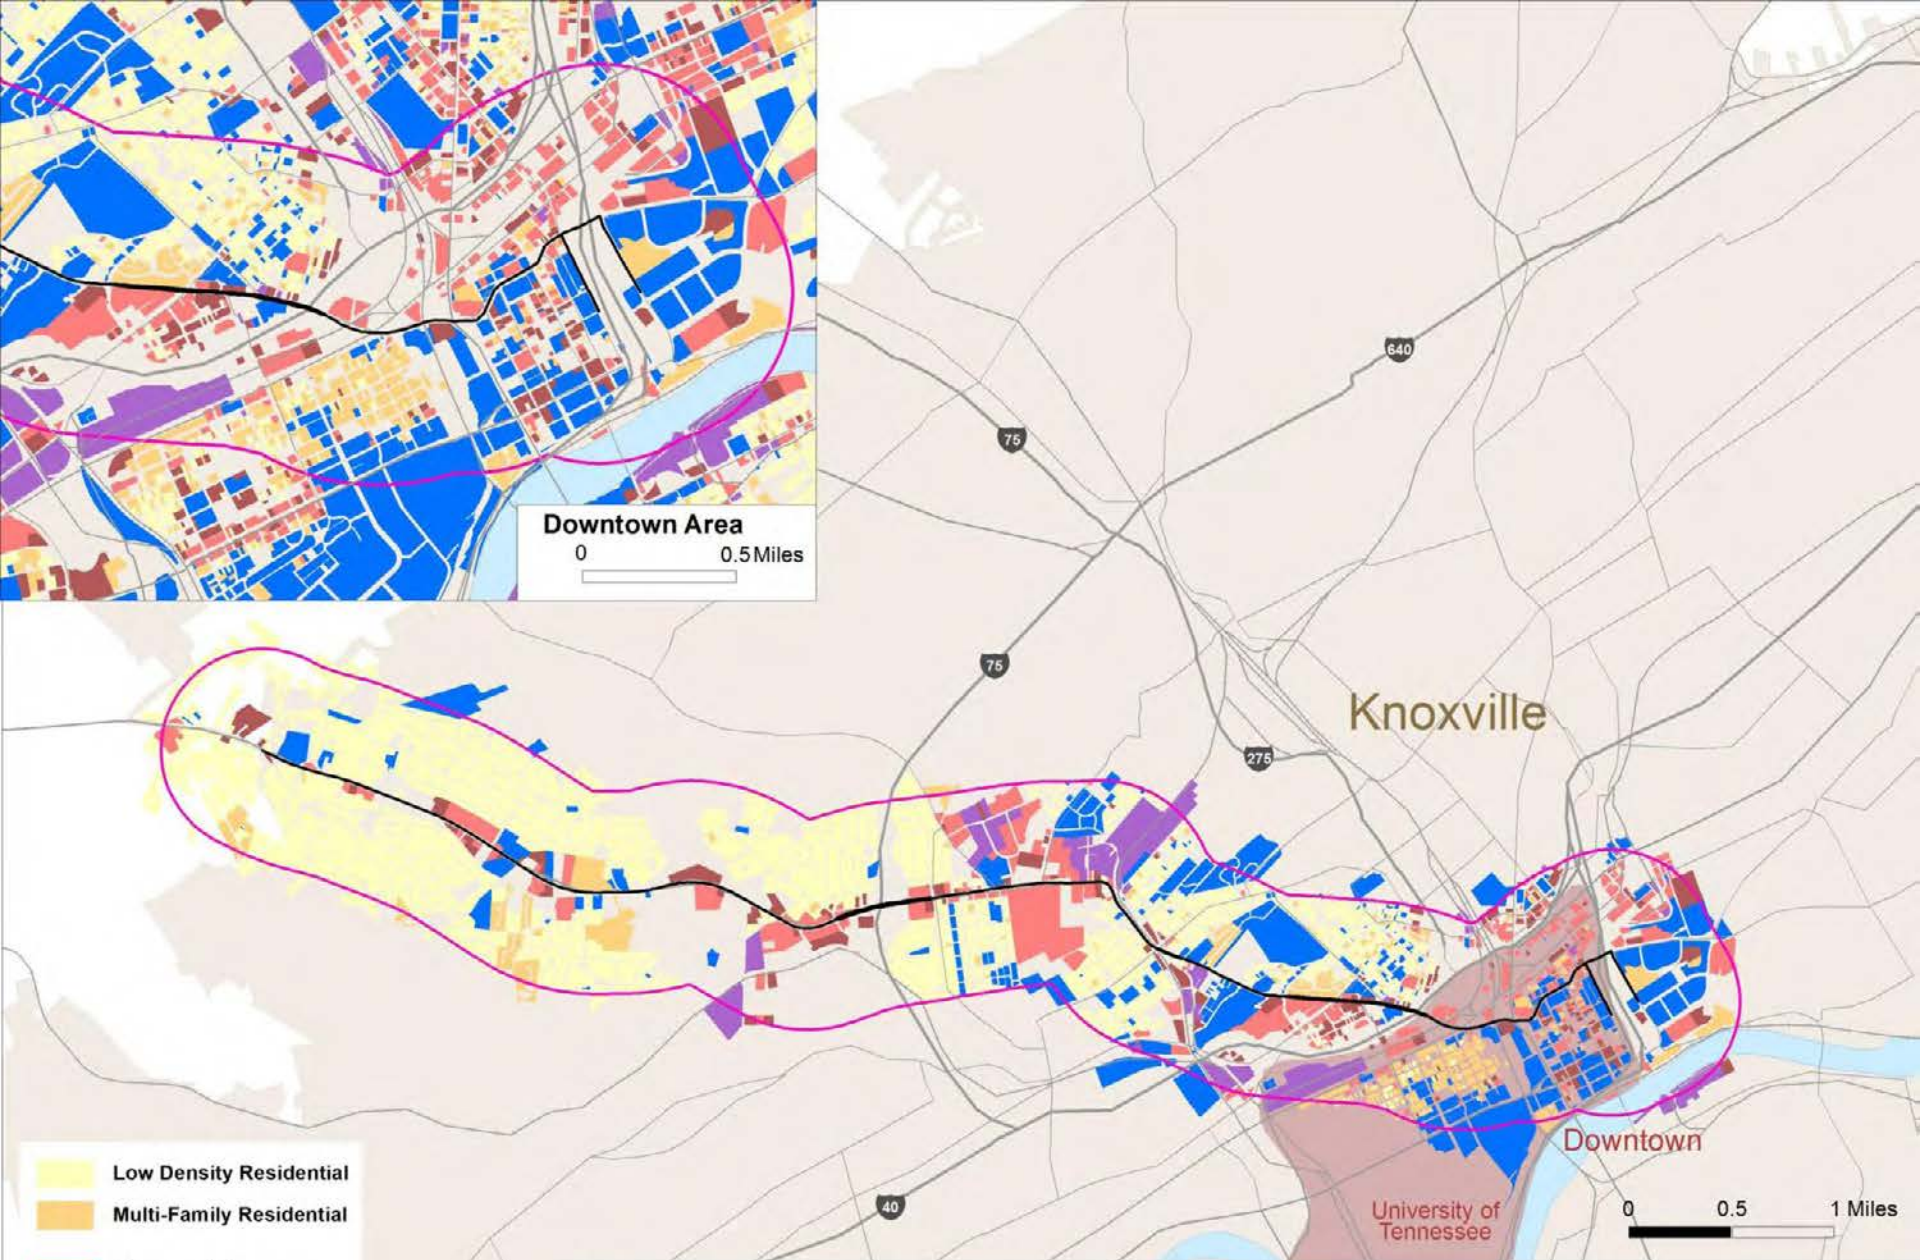 Downtown Area
0 0.5 Miles
640
75
75
Knoxville
275
Downtown
Low Density Residential
Multi-Family Residential
40
University of
Tennessee
0 0.5 1 Miles